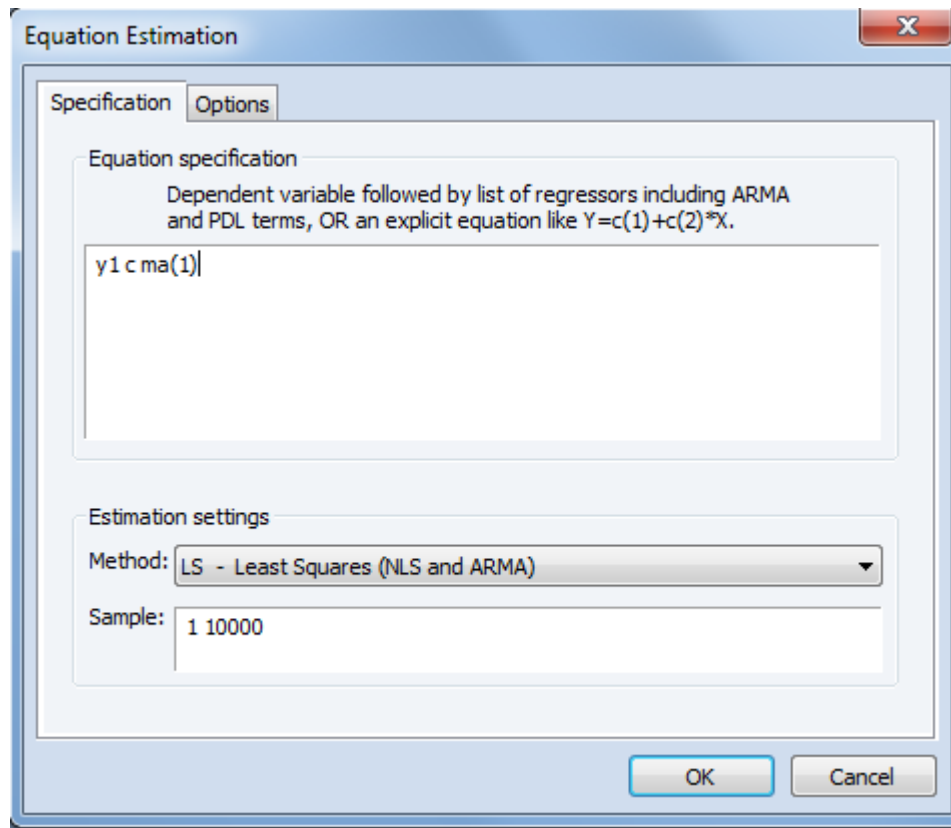 Equation Estimation
Specification
Options
Equation specification
Dependent variable followed by list of regressors including ARMA
and PDL terms, OR an explicit equation like Y=c(1)+c(2)*X.
y1 c ma(1)
Estimation settings
Method: LS - Least Squares (NLS and ARMA)
Sample: 1 10000
OK Cancel